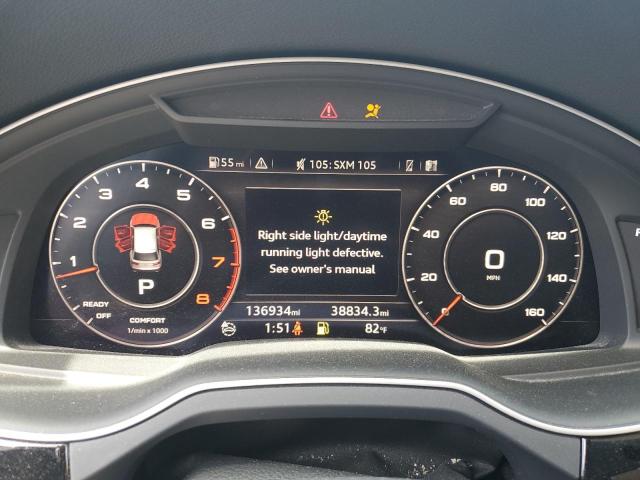 55 mi
105: SXM 105
1
2
3
4
5
6
7
8
P
READY
OFF
COMFORT
1/min x 1000
Right side light/daytime
running light defective.
See owner's manual
0
20
40
60
80
100
120
140
160
0
MPH
136934mi
38834.3mi
1:51
82°F